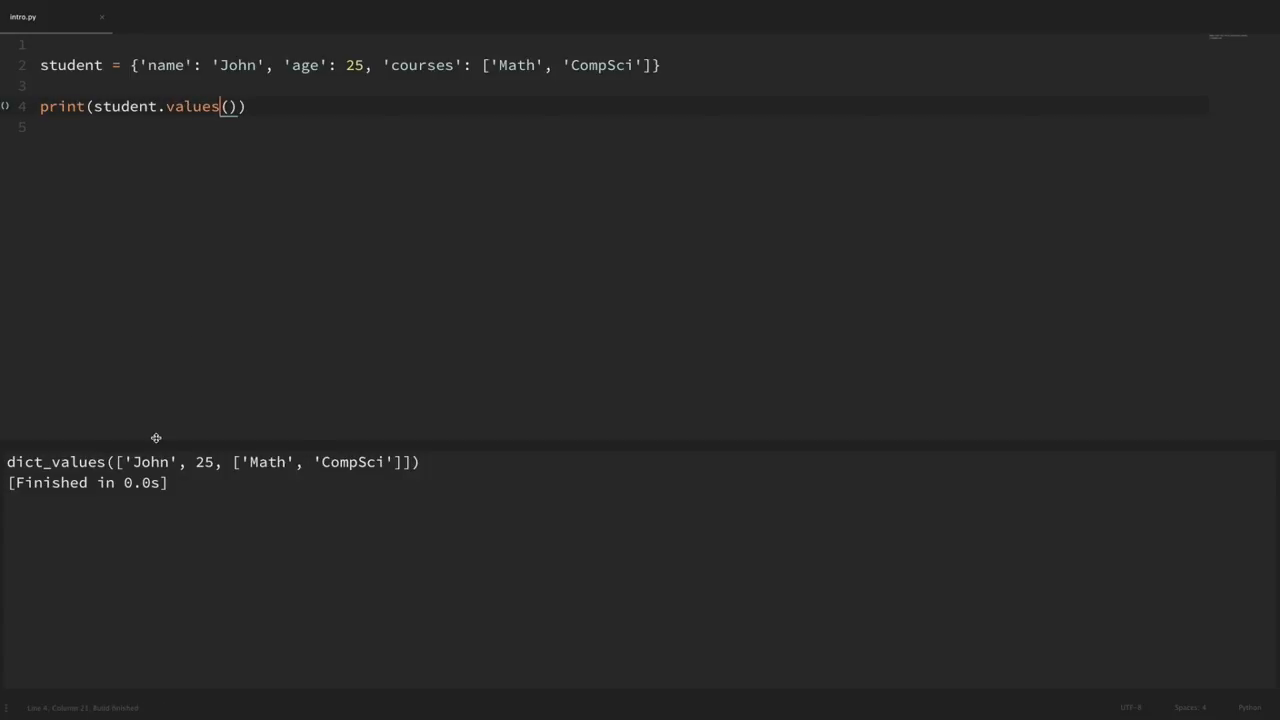 intro.py ×
1
2 student = {'name': 'John', 'age': 25, 'courses': ['Math', 'CompSci']}
3
() 4 print(student.values())
5
dict_values(['John', 25, ['Math', 'CompSci']])
[Finished in 0.0s]
Line 4, Column 21, Build finished UTF-8 Spaces: 4 Python